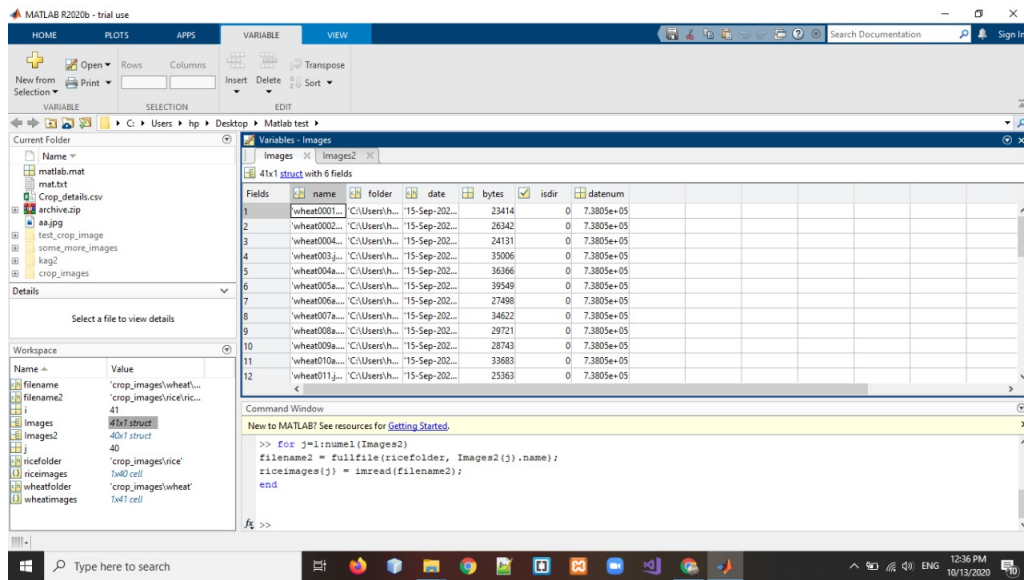 MATLAB R2020b - trial use
HOME PLOTS APPS VARIABLE VIEW Search Documentation Sign In
New from Selection Open Print Rows Columns Insert Delete Transpose Sort
VARIABLE SELECTION EDIT
C: Users hp Desktop Matlab test
Current Folder
Name
matlab.mat
mat.txt
Crop_details.csv
archive.zip
aa.jpg
test_crop_image
some_more_images
kag2
crop_images
Details
Select a file to view details
Workspace
Name Value
filename 'crop_images\wheat\...
filename2 'crop_images\rice\ric...
i 41
Images 41x1 struct
Images2 40x1 struct
j 40
ricefolder 'crop_images\rice'
riceimages 1x40 cell
wheatfolder 'crop_images\wheat'
wheatimages 1x41 cell
Variables - Images
Images Images2
41x1 struct with 6 fields
Fields name folder date bytes isdir datenum
1 'wheat0001... 'C:\Users\h... '15-Sep-202... 23414 0 7.3805e+05
2 'wheat0002... 'C:\Users\h... '15-Sep-202... 26342 0 7.3805e+05
3 'wheat0004... 'C:\Users\h... '15-Sep-202... 24131 0 7.3805e+05
4 'wheat003.j... 'C:\Users\h... '15-Sep-202... 35006 0 7.3805e+05
5 'wheat004a.... 'C:\Users\h... '15-Sep-202... 36366 0 7.3805e+05
6 'wheat005a.... 'C:\Users\h... '15-Sep-202... 39549 0 7.3805e+05
7 'wheat006a.... 'C:\Users\h... '15-Sep-202... 27498 0 7.3805e+05
8 'wheat007a.... 'C:\Users\h... '15-Sep-202... 34622 0 7.3805e+05
9 'wheat008a.... 'C:\Users\h... '15-Sep-202... 29721 0 7.3805e+05
10 'wheat009a.... 'C:\Users\h... '15-Sep-202... 28743 0 7.3805e+05
11 'wheat010a.... 'C:\Users\h... '15-Sep-202... 33683 0 7.3805e+05
12 'wheat011.j... 'C:\Users\h... '15-Sep-202... 25363 0 7.3805e+05
Command Window
New to MATLAB? See resources for Getting Started.
>> for j=1:numel(Images2)
filename2 = fullfile(ricefolder, Images2(j).name);
riceimages{j} = imread(filename2);
end
fx >>
Type here to search
ENG 12:36 PM
10/13/2020 10